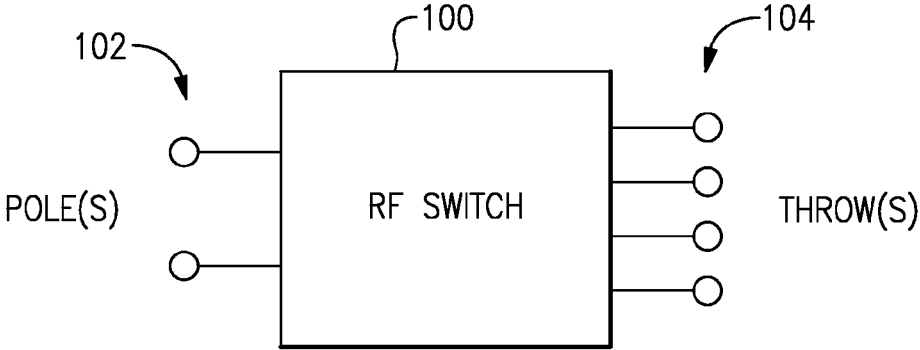 100
102
104
POLE(S)
RF SWITCH
THROW(S)